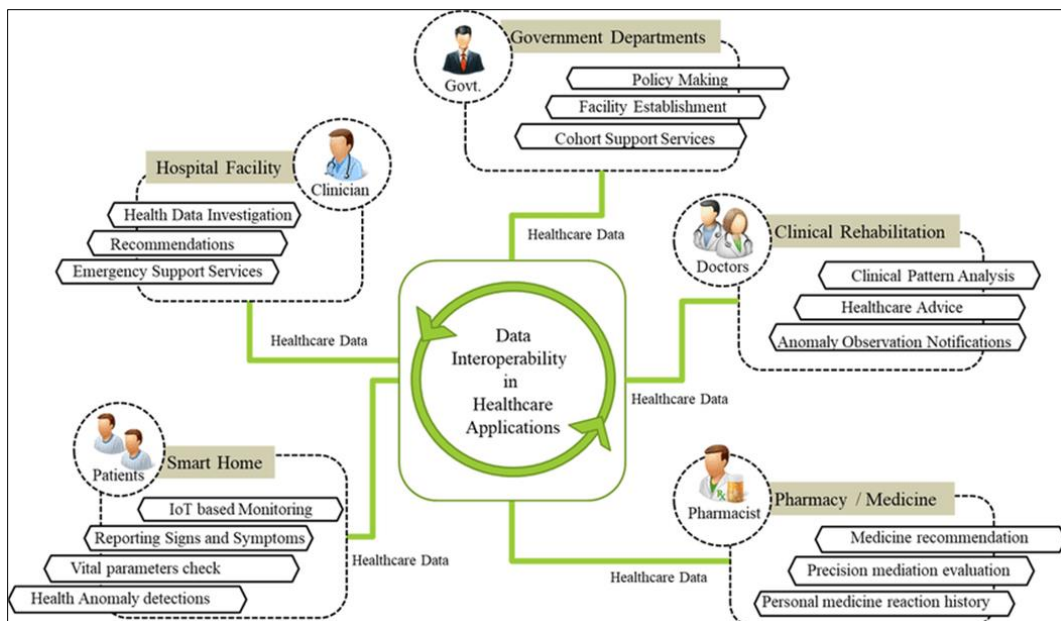 Government Departments
Govt.
Policy Making
Facility Establishment
Cohort Support Services
Hospital Facility
Clinician
Health Data Investigation
Recommendations
Emergency Support Services
Healthcare Data
Clinical Rehabilitation
Doctors
Clinical Pattern Analysis
Healthcare Advice
Anomaly Observation Notifications
Healthcare Data
Data
Interoperability
in
Healthcare
Applications
Healthcare Data
Healthcare Data
Patients
Smart Home
IoT based Monitoring
Reporting Signs and Symptoms
Vital parameters check
Health Anomaly detections
Healthcare Data
Rx
Pharmacist
Pharmacy / Medicine
Medicine recommendation
Precision mediation evaluation
Personal medicine reaction history
Healthcare Data